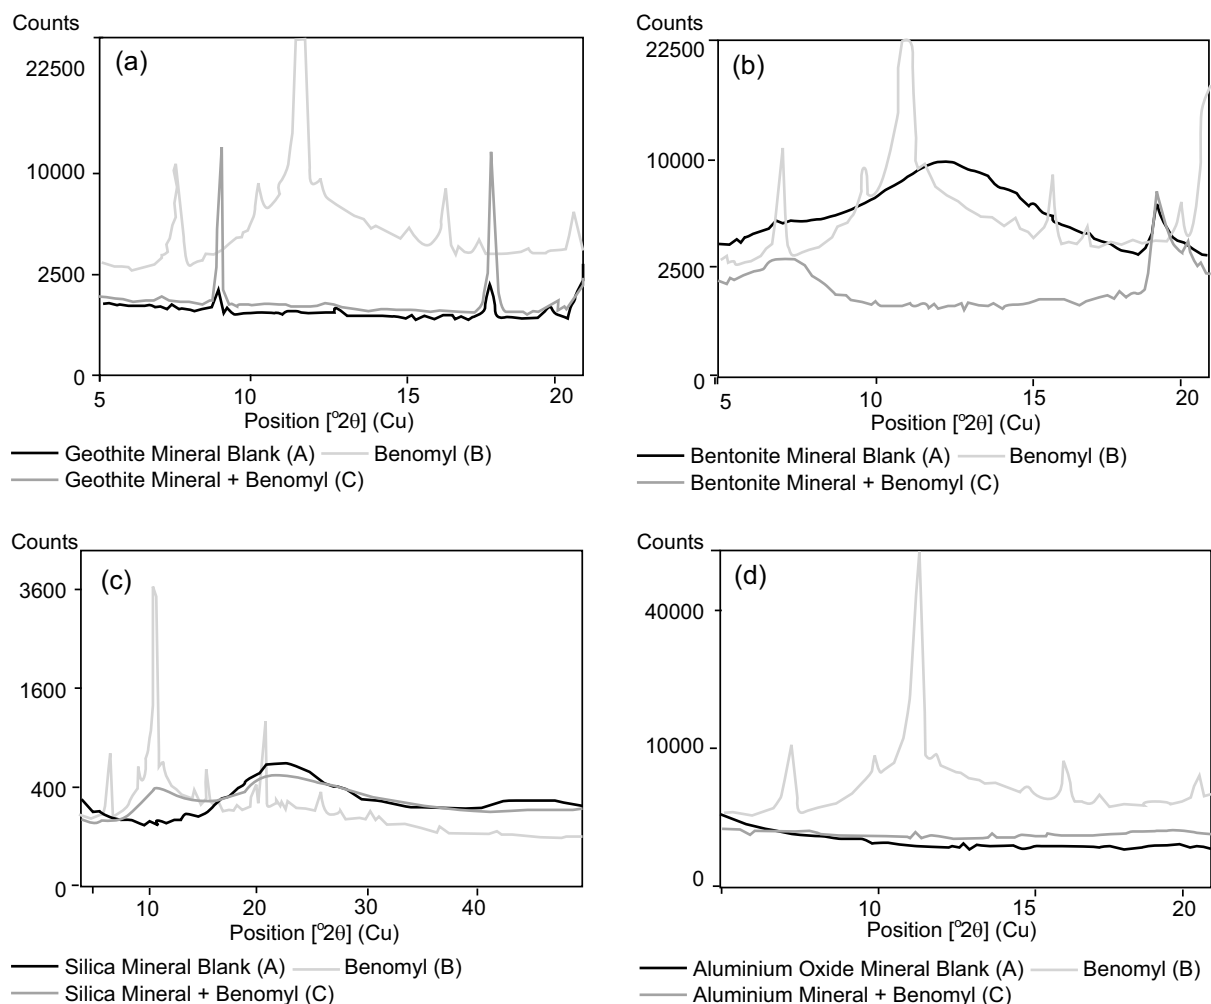 Counts
(a)
22500
10000
2500
0
5
10
15
20
Position [°2θ] (Cu)
Geothite Mineral Blank (A)
Benomyl (B)
Geothite Mineral + Benomyl (C)
Counts
(b)
22500
10000
2500
0
5
10
15
20
Position [°2θ] (Cu)
Bentonite Mineral Blank (A)
Benomyl (B)
Bentonite Mineral + Benomyl (C)
Counts
(c)
3600
1600
400
0
10
20
30
40
Position [°2θ] (Cu)
Silica Mineral Blank (A)
Benomyl (B)
Silica Mineral + Benomyl (C)
Counts
(d)
40000
10000
0
10
15
20
Position [°2θ] (Cu)
Aluminium Oxide Mineral Blank (A)
Benomyl (B)
Aluminium Mineral + Benomyl (C)